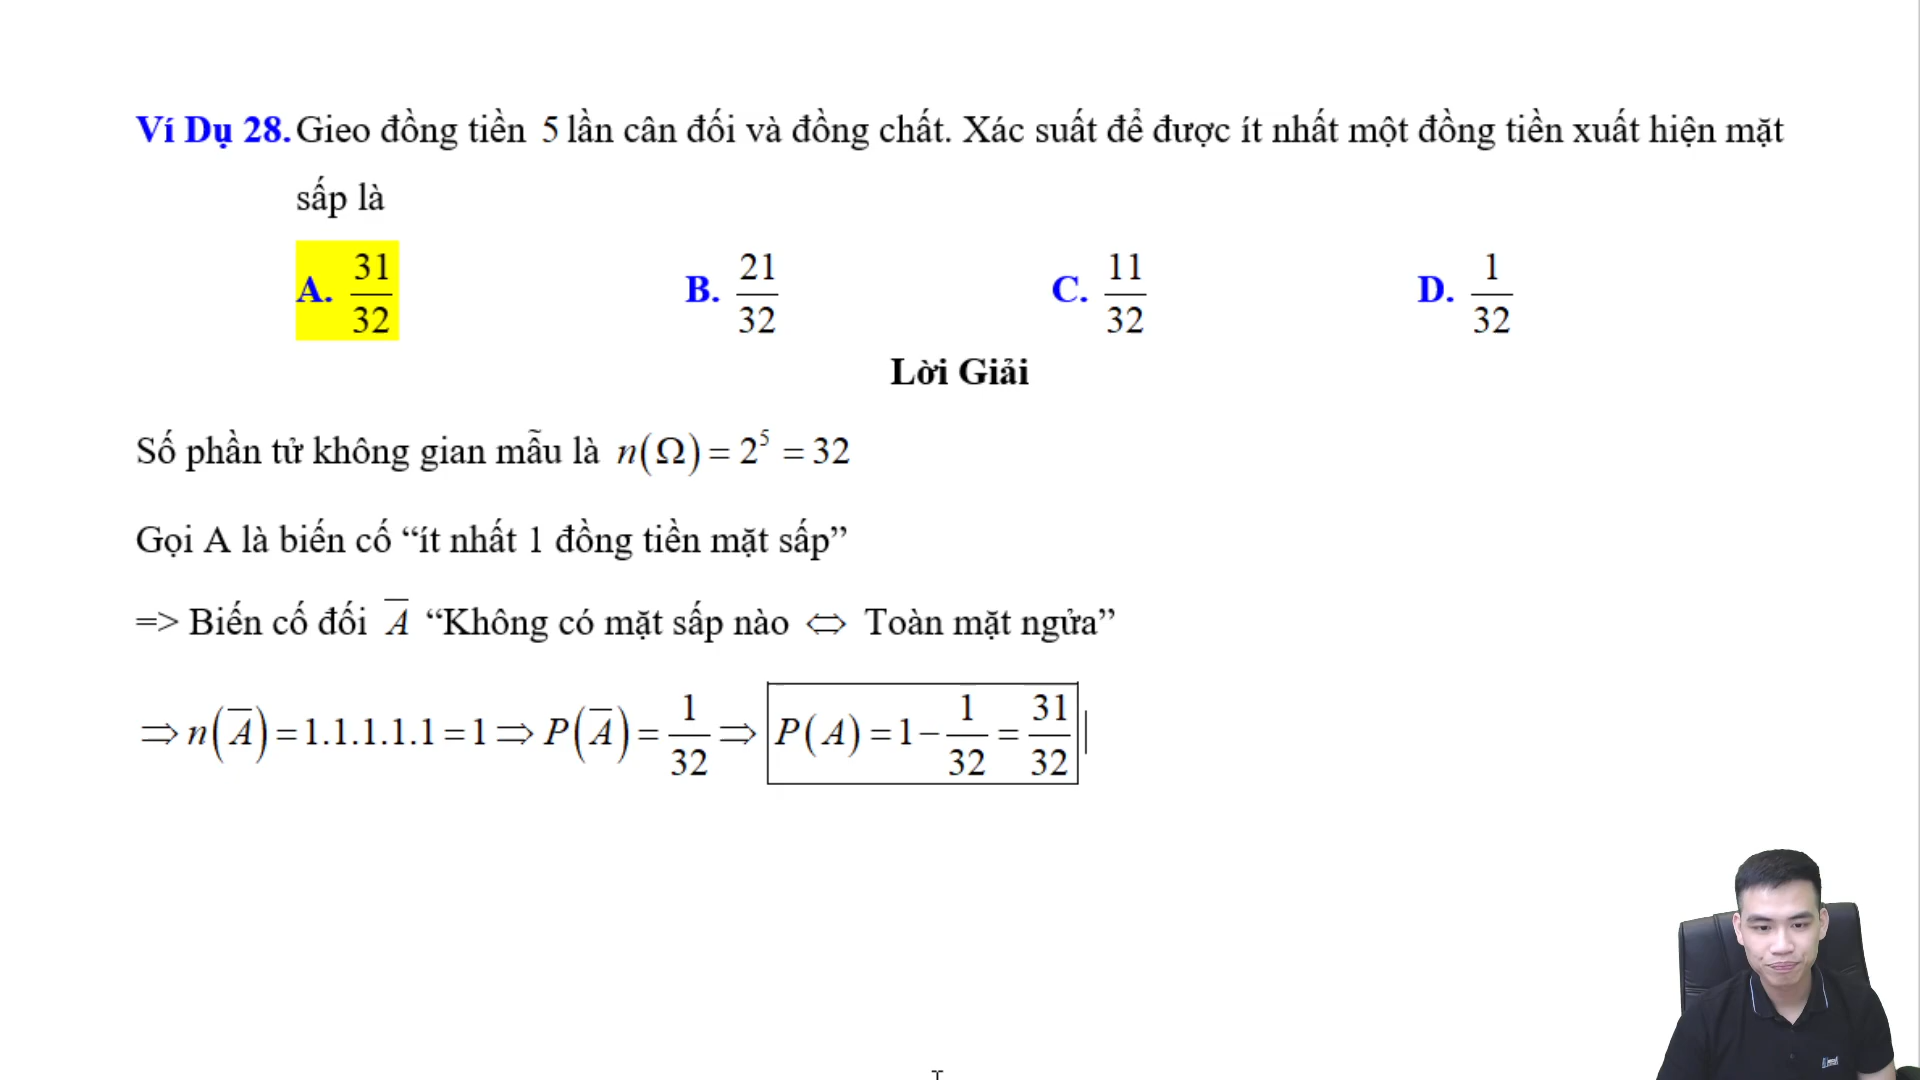 Ví Dụ 28. Gieo đồng tiền 5 lần cân đối và đồng chất. Xác suất để được ít nhất một đồng tiền xuất hiện mặt
sấp là
A. 31/32 B. 21/32 C. 11/32 D. 1/32
Lời Giải
Số phần tử không gian mẫu là n(Ω) = 2⁵ = 32
Gọi A là biến cố “ít nhất 1 đồng tiền mặt sấp”
=> Biến cố đối A̅ “Không có mặt sấp nào ⇔ Toàn mặt ngửa”
⇒ n(A̅) = 1.1.1.1.1 = 1 ⇒ P(A̅) = 1/32 ⇒ P(A) = 1 − 1/32 = 31/32